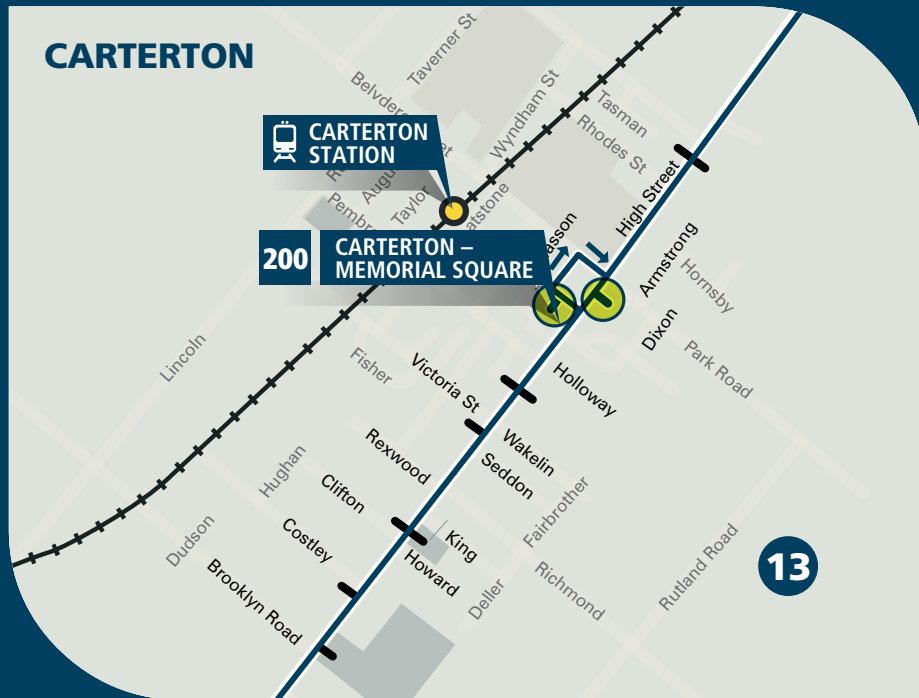 CARTERTON
Taverner St
Wyndham St
Tasman
Rhodes St
CARTERTON
STATION
Taylor
High Street
200
CARTERTON –
MEMORIAL SQUARE
Armstrong
Hornsby
Dixon
Park Road
Lincoln
Fisher
Victoria St
Holloway
Wakelin
Seddon
Rexwood
Hughan
Clifton
Fairbrother
Costley
King
Howard
Dudson
Brooklyn Road
Deller
Richmond
Rutland Road
13